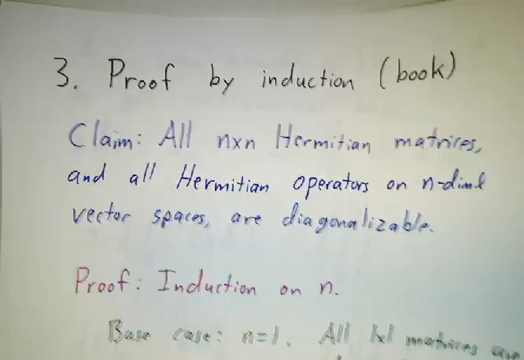 3. Proof by induction (book)
Claim: All nxn Hermitian matrices,
and all Hermitian operators on n-dim'l
vector spaces, are diagonalizable.
Proof: Induction on n.
Base case: n=1. All 1x1 matrices are